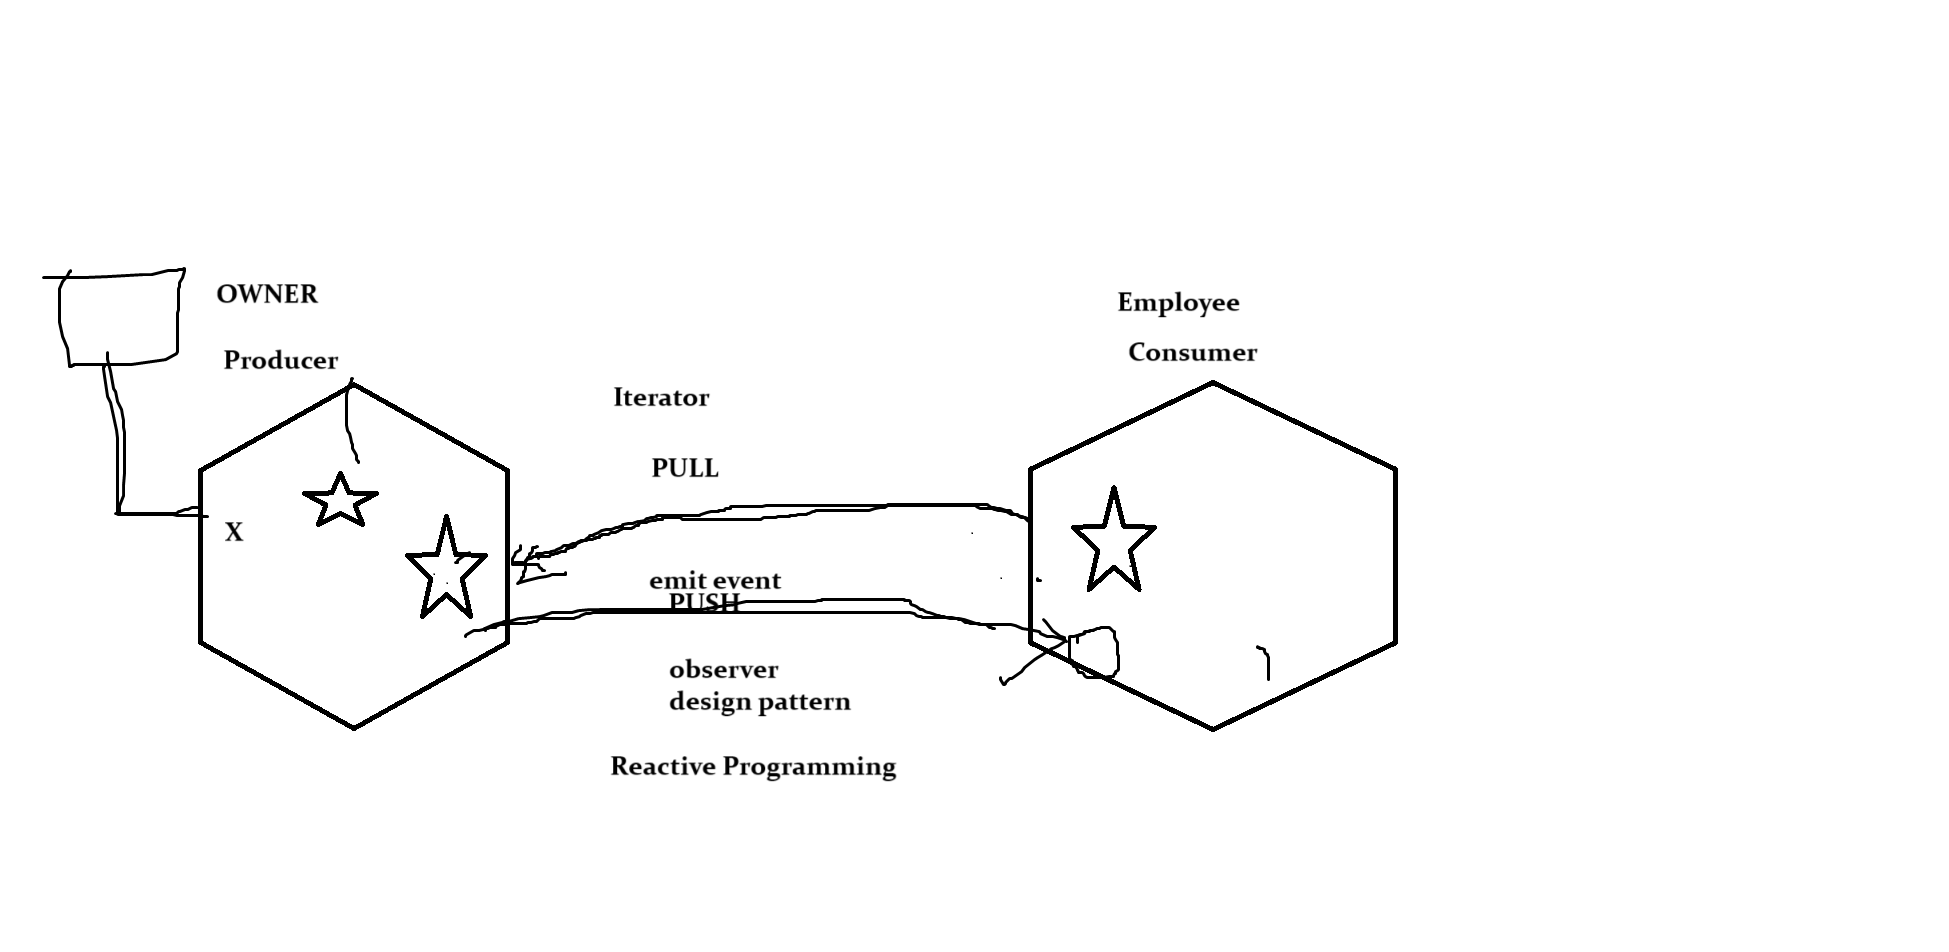 OWNER
Producer
X
Iterator
PULL
emit event
PUSH
observer
design pattern
Reactive Programming
Employee
Consumer